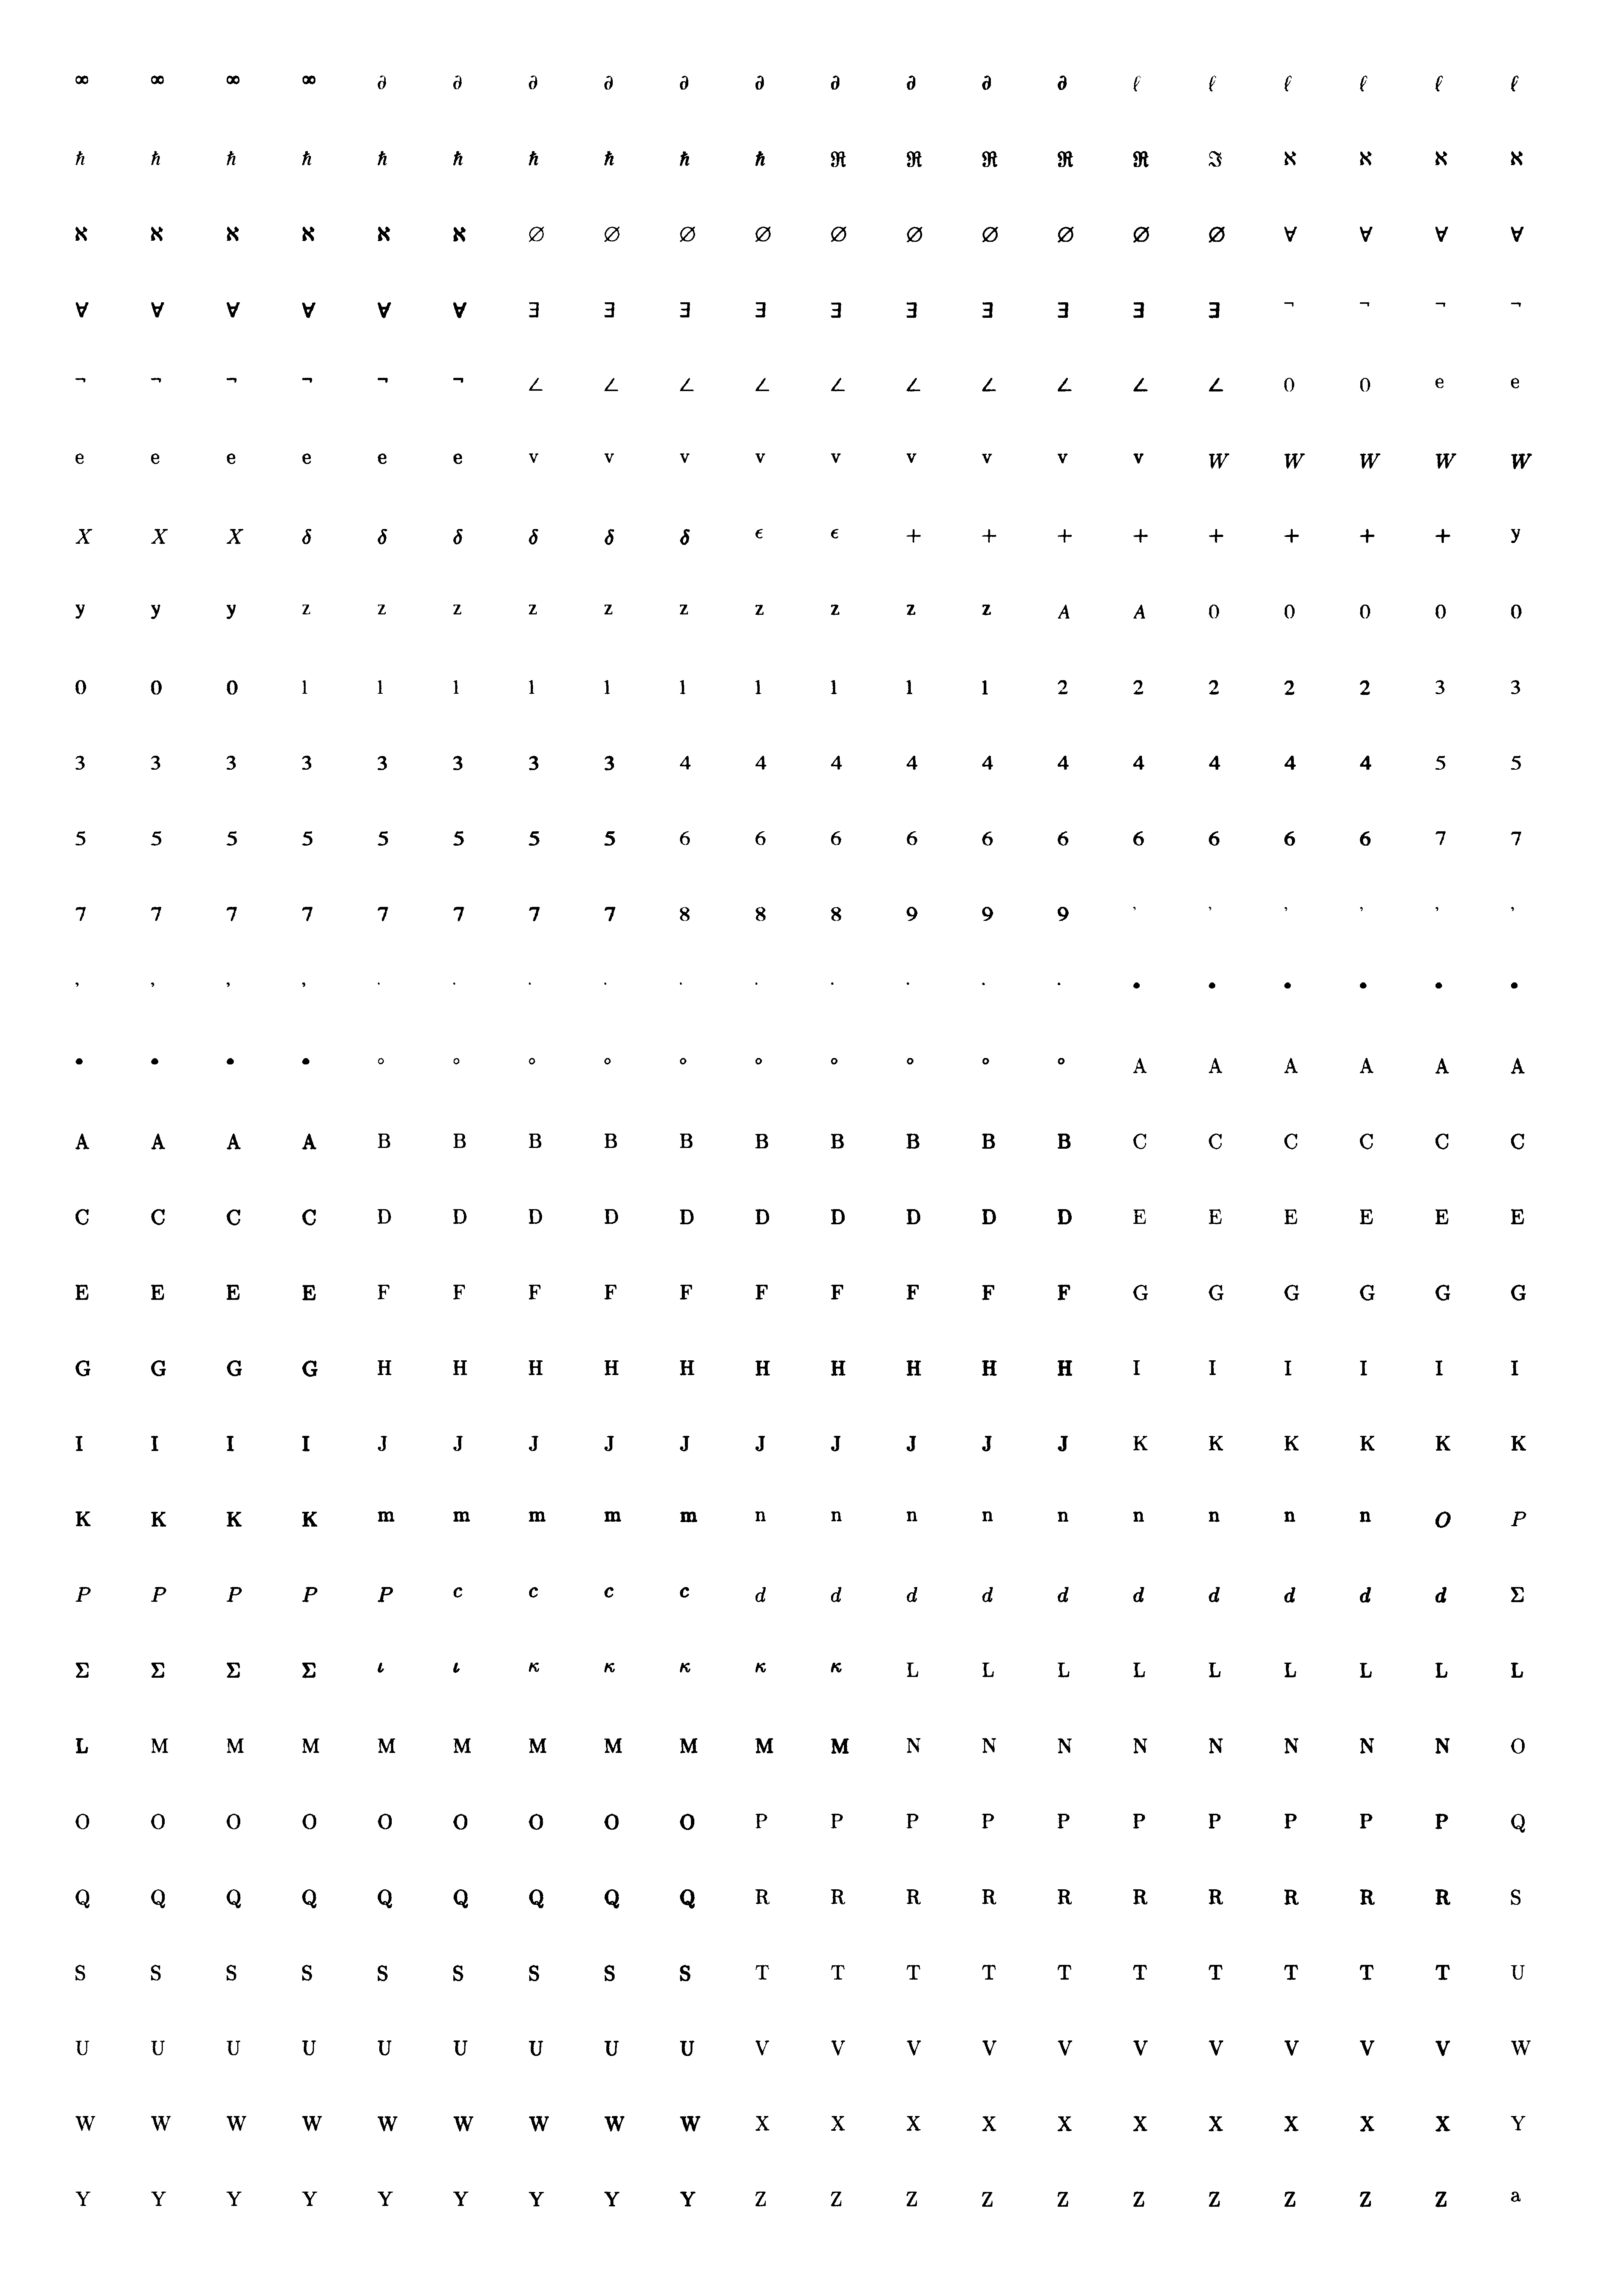 ∞ ∞ ∞ ∞ ∂ ∂ ∂ ∂ ∂ ∂ ∂ ∂ ∂ ∂ ℓ ℓ ℓ ℓ ℓ ℓ
ℏ ℏ ℏ ℏ ℏ ℏ ℏ ℏ ℏ ℏ ℜ ℜ ℜ ℜ ℜ ℑ ℵ ℵ ℵ ℵ
ℵ ℵ ℵ ℵ ℵ ℵ ∅ ∅ ∅ ∅ ∅ ∅ ∅ ∅ ∅ ∅ ∀ ∀ ∀ ∀
∀ ∀ ∀ ∀ ∀ ∀ ∃ ∃ ∃ ∃ ∃ ∃ ∃ ∃ ∃ ∃ ¬ ¬ ¬ ¬
¬ ¬ ¬ ¬ ¬ ¬ ∠ ∠ ∠ ∠ ∠ ∠ ∠ ∠ ∠ ∠ 0 0 e e
e e e e e e v v v v v v v v v W W W W W
X X X δ δ δ δ δ δ ϵ ϵ + + + + + + + + y
y y y z z z z z z z z z z A A 0 0 0 0 0
0 0 0 1 1 1 1 1 1 1 1 1 1 2 2 2 2 2 3 3
3 3 3 3 3 3 3 3 4 4 4 4 4 4 4 4 4 4 5 5
5 5 5 5 5 5 5 5 6 6 6 6 6 6 6 6 6 6 7 7
7 7 7 7 7 7 7 7 8 8 8 9 9 9 , , , , , ,
, , , , . . . . . . . . . . • • • • • •
• • • • ∘ ∘ ∘ ∘ ∘ ∘ ∘ ∘ ∘ ∘ A A A A A A
A A A A B B B B B B B B B B C C C C C C
C C C C D D D D D D D D D D E E E E E E
E E E E F F F F F F F F F F G G G G G G
G G G G H H H H H H H H H H I I I I I I
I I I I J J J J J J J J J J K K K K K K
K K K K m m m m m n n n n n n n n n O P
P P P P P c c c c d d d d d d d d d d Σ
Σ Σ Σ Σ ι ι κ κ κ κ κ L L L L L L L L L
L M M M M M M M M M M N N N N N N N N O
O O O O O O O O O P P P P P P P P P P Q
Q Q Q Q Q Q Q Q Q R R R R R R R R R R S
S S S S S S S S S T T T T T T T T T T U
U U U U U U U U U V V V V V V V V V V W
W W W W W W W W W X X X X X X X X X X Y
Y Y Y Y Y Y Y Y Y Z Z Z Z Z Z Z Z Z Z a